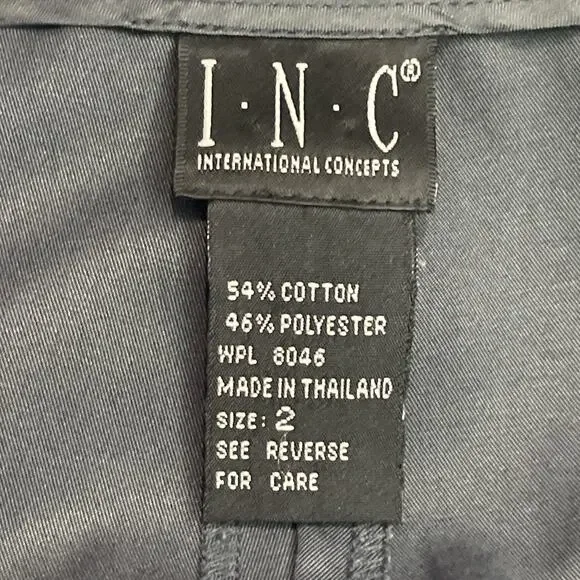 I·N·C®
INTERNATIONAL CONCEPTS
54% COTTON
46% POLYESTER
WPL 8046
MADE IN THAILAND
SIZE: 2
SEE REVERSE
FOR CARE